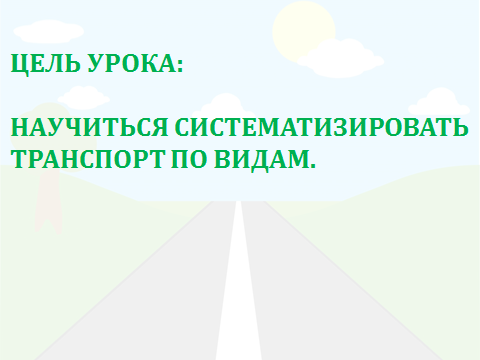 ЦЕЛЬ УРОКА:
НАУЧИТЬСЯ СИСТЕМАТИЗИРОВАТЬ
ТРАНСПОРТ ПО ВИДАМ.